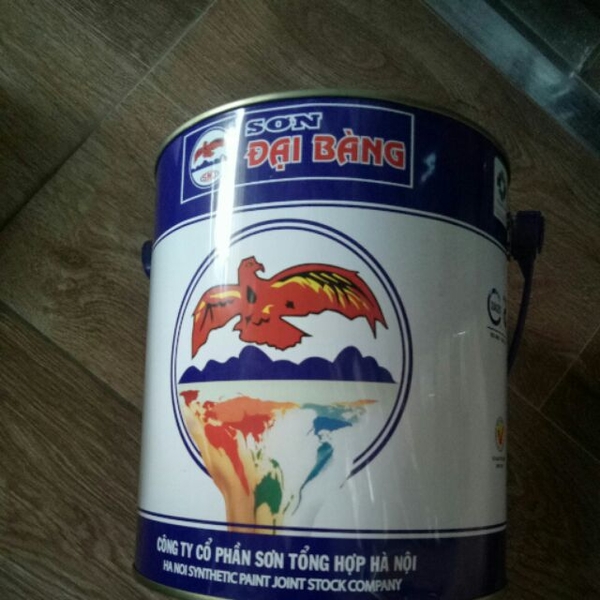 SƠN
ĐẠI BÀNG
CÔNG TY CỔ PHẦN SƠN TỔNG HỢP HÀ NỘI
HA NOI SYNTHETIC PAINT JOINT STOCK COMPANY